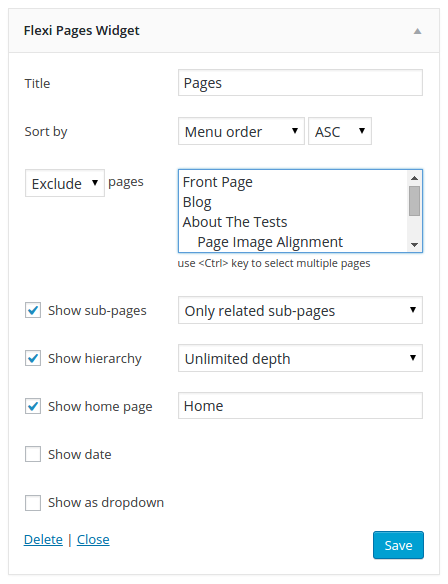 Flexi Pages Widget
Title Pages
Sort by Menu order ASC
Exclude pages Front Page
Blog
About The Tests
Page Image Alignment
use <Ctrl> key to select multiple pages
Show sub-pages Only related sub-pages
Show hierarchy Unlimited depth
Show home page Home
Show date
Show as dropdown
Delete | Close Save